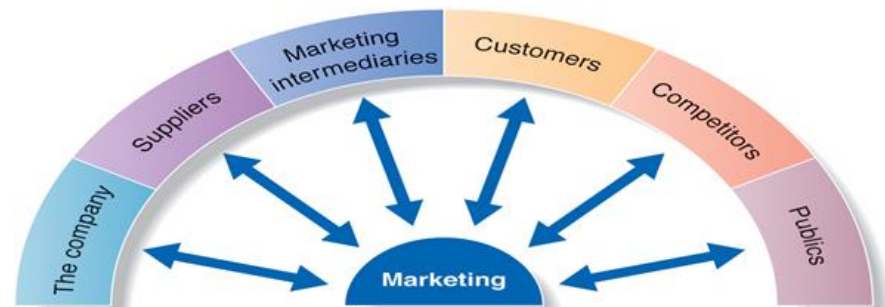 The company
Suppliers
Marketing
intermediaries
Customers
Competitors
Publics
Marketing